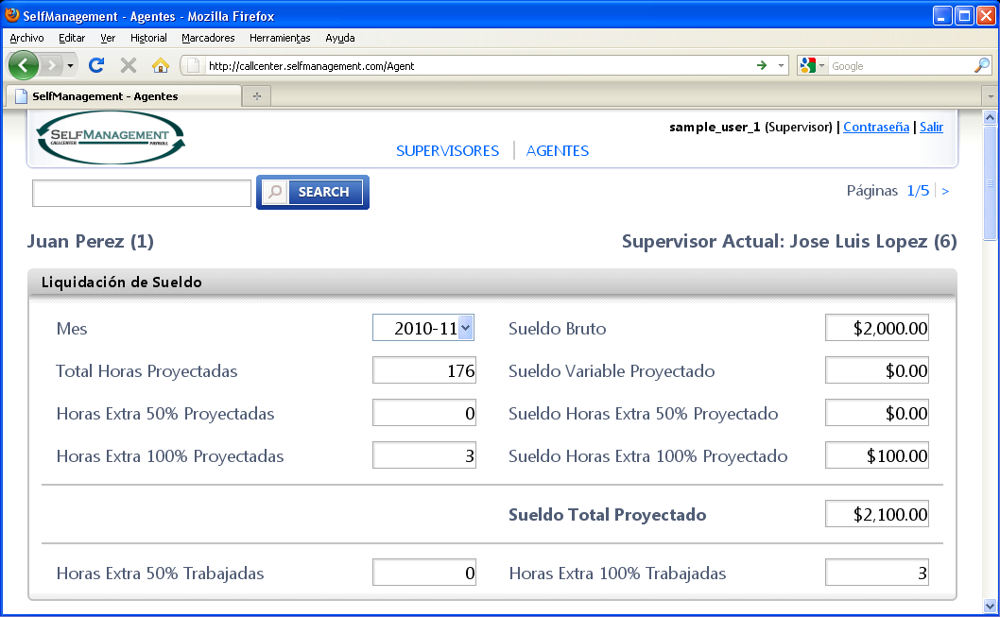 SelfManagement - Agentes - Mozilla Firefox
Archivo Editar Ver Historial Marcadores Herramientas Ayuda
http://callcenter.selfmanagement.com/Agent Google
SelfManagement - Agentes
SELFMANAGEMENT
CALLCENTER PAYROLL
sample_user_1 (Supervisor) | Contraseña | Salir
SUPERVISORES | AGENTES
SEARCH
Páginas 1/5 | >
Juan Perez (1) Supervisor Actual: Jose Luis Lopez (6)
Liquidación de Sueldo
Mes 2010-11 Sueldo Bruto $2,000.00
Total Horas Proyectadas 176 Sueldo Variable Proyectado $0.00
Horas Extra 50% Proyectadas 0 Sueldo Horas Extra 50% Proyectado $0.00
Horas Extra 100% Proyectadas 3 Sueldo Horas Extra 100% Proyectado $100.00
Sueldo Total Proyectado $2,100.00
Horas Extra 50% Trabajadas 0 Horas Extra 100% Trabajadas 3